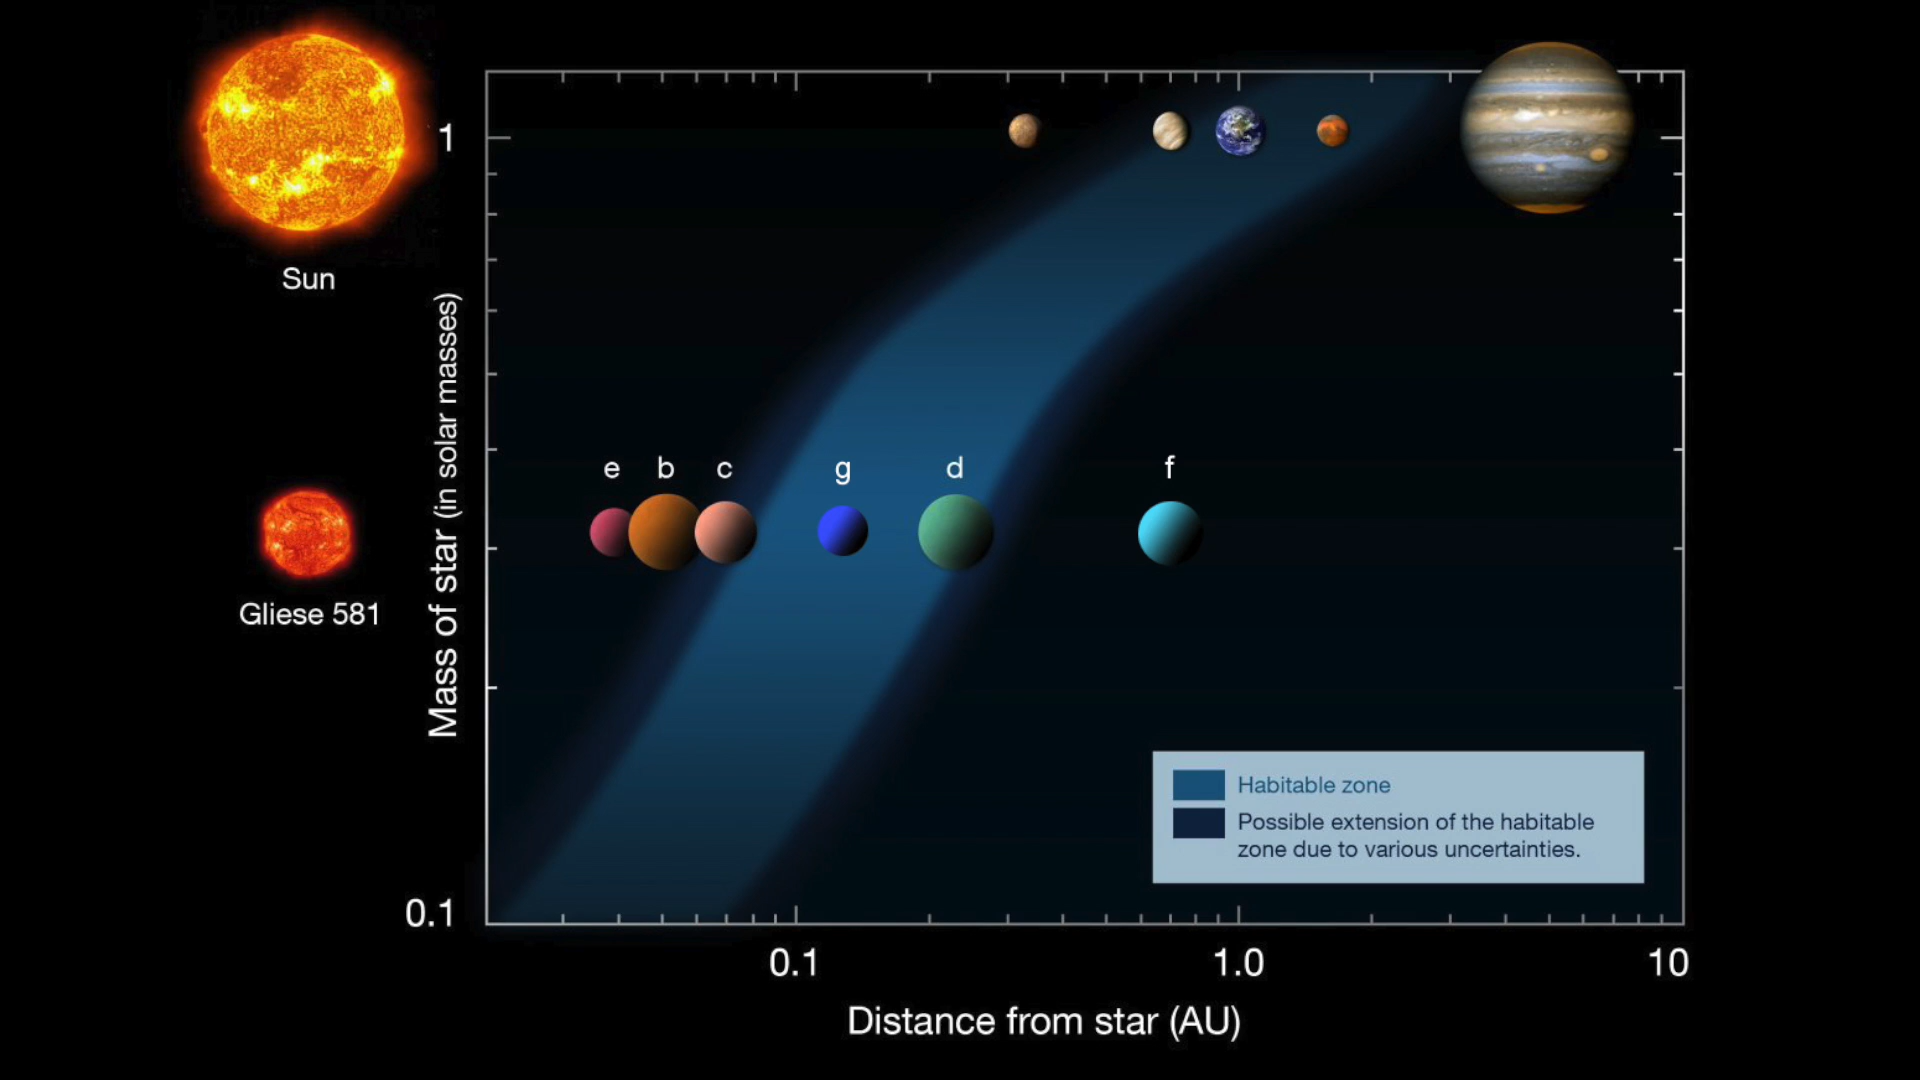 Sun
Gliese 581
Mass of star (in solar masses)
1
0.1
e b c g d f
Habitable zone
Possible extension of the habitable
zone due to various uncertainties.
0.1 1.0 10
Distance from star (AU)